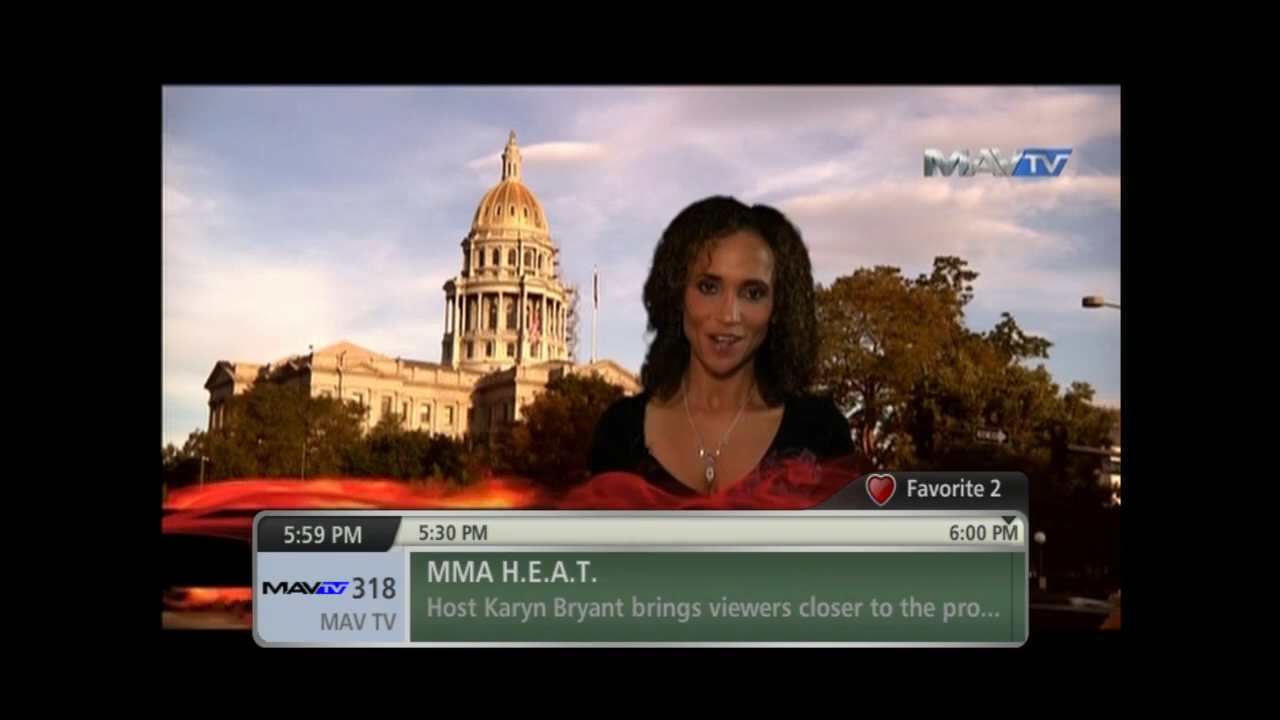 MAVTV
Favorite 2
5:59 PM
5:30 PM
6:00 PM
MAVTV 318
MAV TV
MMA H.E.A.T.
Host Karyn Bryant brings viewers closer to the pro...